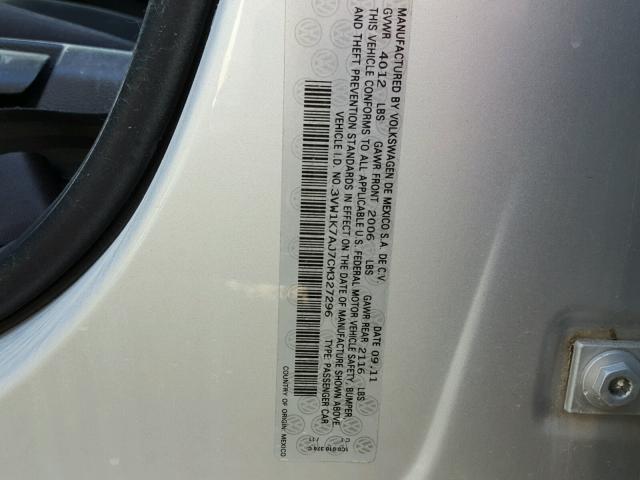 MANUFACTURED BY VOLKSWAGEN DE MEXICO S.A. DE C.V. DATE 09.11
GVWR 4012 LBS GAWR FRONT 2006 LBS GAWR REAR 2116 LBS
THIS VEHICLE CONFORMS TO ALL APPLICABLE U.S. FEDERAL MOTOR VEHICLE SAFETY, BUMPER,
AND THEFT PREVENTION STANDARDS IN EFFECT ON THE DATE OF MANUFACTURE SHOWN ABOVE.
VEHICLE I.D. NO.3VW1K7AJ7CM327296 TYPE: PASSENGER CAR
COUNTRY OF ORIGIN: MEXICO